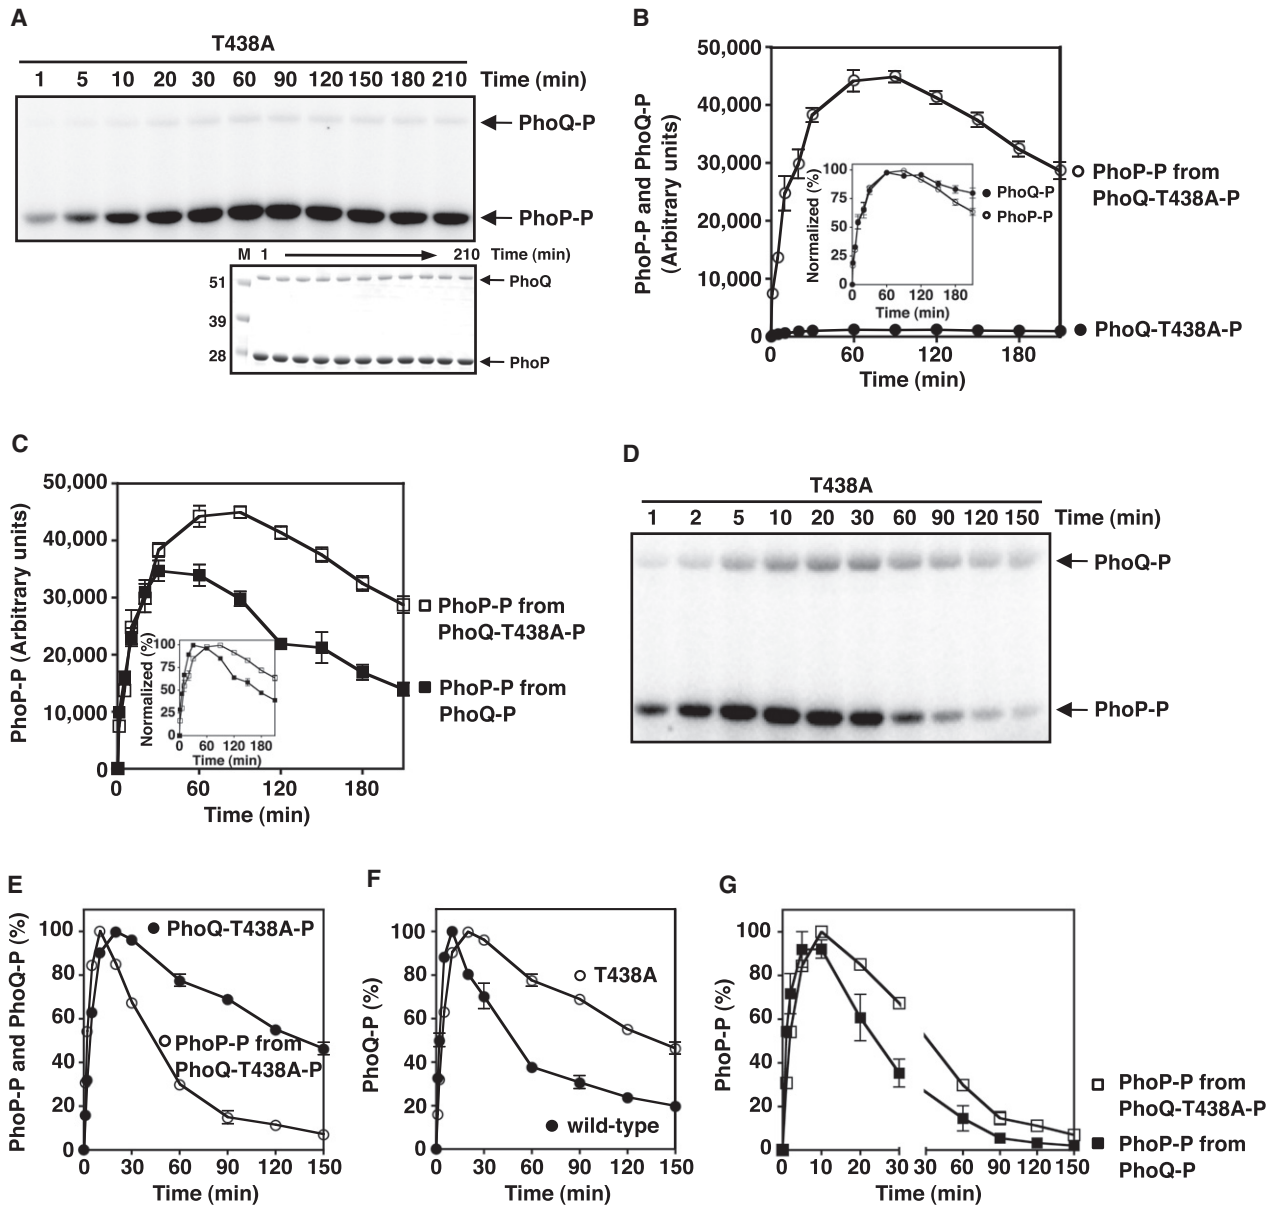 A
T438A
1 5 10 20 30 60 90 120 150 180 210 Time (min)
PhoQ-P
PhoP-P
M 1 210 Time (min)
51
39
28
PhoQ
PhoP
B
PhoP-P and PhoQ-P
(Arbitrary units)
50,000
40,000
30,000
20,000
10,000
0
0 60 120 180
Time (min)
PhoP-P from
PhoQ-T438A-P
PhoQ-T438A-P
Normalized (%)
100
75
50
25
0
0 60 120 180
Time (min)
PhoQ-P
PhoP-P
C
PhoP-P (Arbitrary units)
50,000
40,000
30,000
20,000
10,000
0
0 60 120 180
Time (min)
PhoP-P from
PhoQ-T438A-P
PhoP-P from
PhoQ-P
Normalized (%)
100
75
50
25
0
0 60 120 180
Time (min)
D
T438A
1 2 5 10 20 30 60 90 120 150 Time (min)
PhoQ-P
PhoP-P
E
PhoP-P and PhoQ-P (%)
100
80
60
40
20
0
0 30 60 90 120 150
Time (min)
PhoQ-T438A-P
PhoP-P from
PhoQ-T438A-P
F
PhoQ-P (%)
100
80
60
40
20
0
0 30 60 90 120 150
Time (min)
T438A
wild-type
G
PhoP-P (%)
100
80
60
40
20
0
0 10 20 30 30 60 90 120 150
Time (min)
PhoP-P from
PhoQ-T438A-P
PhoP-P from
PhoQ-P